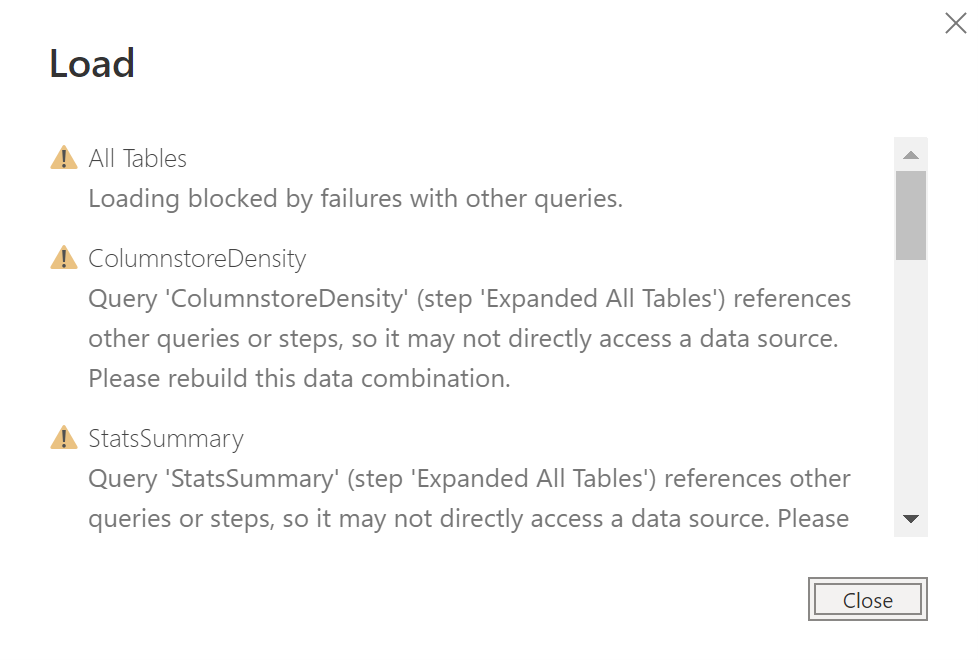 Load
All Tables
Loading blocked by failures with other queries.
ColumnstoreDensity
Query 'ColumnstoreDensity' (step 'Expanded All Tables') references
other queries or steps, so it may not directly access a data source.
Please rebuild this data combination.
StatsSummary
Query 'StatsSummary' (step 'Expanded All Tables') references other
queries or steps, so it may not directly access a data source. Please
Close